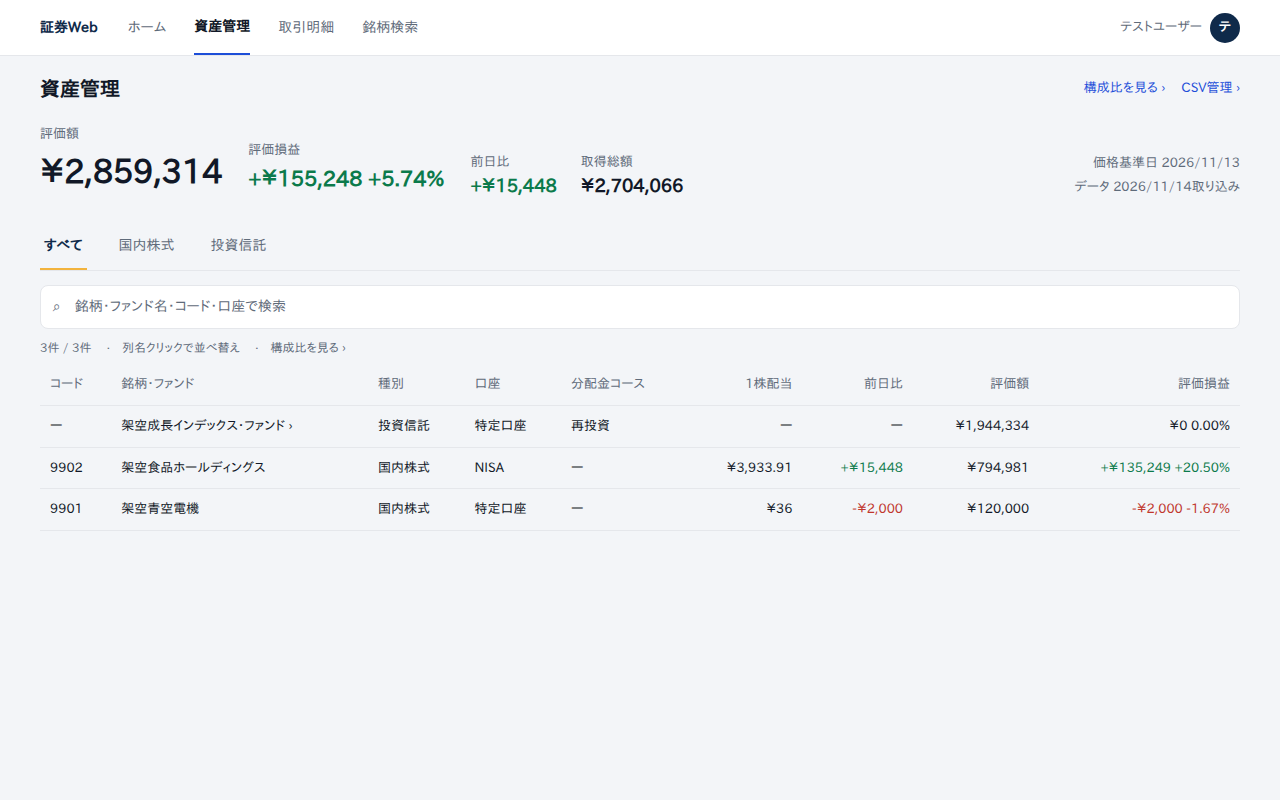 証券Web ホーム 資産管理 取引明細 銘柄検索 テストユーザー テ
資産管理 構成比を見る › CSV管理 ›
評価額
¥2,859,314
評価損益
+¥155,248 +5.74%
前日比
+¥15,448
取得総額
¥2,704,066
価格基準日 2026/11/13
データ 2026/11/14取り込み
すべて 国内株式 投資信託
銘柄・ファンド名・コード・口座で検索
3件 / 3件 · 列名クリックで並べ替え · 構成比を見る ›
コード 銘柄・ファンド 種別 口座 分配金コース 1株配当 前日比 評価額 評価損益
— 架空成長インデックス・ファンド › 投資信託 特定口座 再投資 — — ¥1,944,334 ¥0 0.00%
9902 架空食品ホールディングス 国内株式 NISA — ¥3,933.91 +¥15,448 ¥794,981 +¥135,249 +20.50%
9901 架空青空電機 国内株式 特定口座 — ¥36 -¥2,000 ¥120,000 -¥2,000 -1.67%